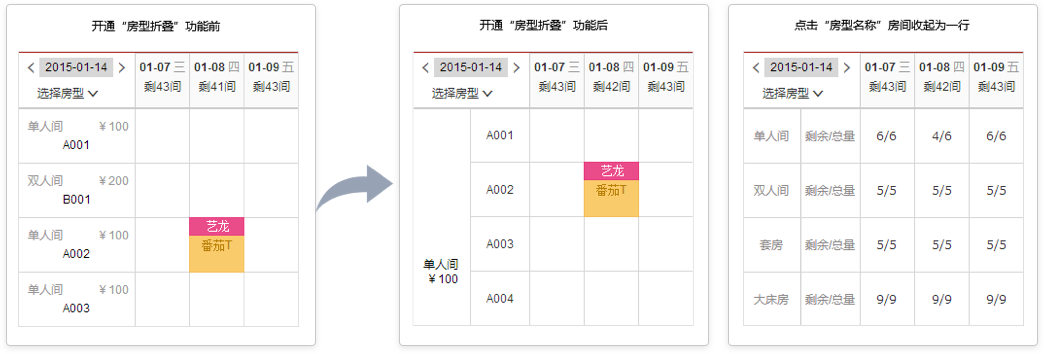 开通“房型折叠”功能前
2015-01-14
选择房型
01-07 三
剩43间
01-08 四
剩41间
01-09 五
剩43间
单人间 ￥100
A001
双人间 ￥200
B001
单人间 ￥100
A002
艺龙
番茄T
单人间 ￥100
A003
开通“房型折叠”功能后
2015-01-14
选择房型
01-07 三
剩43间
01-08 四
剩42间
01-09 五
剩43间
单人间
￥100
A001
A002
艺龙
番茄T
A003
A004
点击“房型名称”房间收起为一行
2015-01-14
选择房型
01-07 三
剩43间
01-08 四
剩42间
01-09 五
剩43间
单人间 剩余/总量 6/6 4/6 6/6
双人间 剩余/总量 5/5 5/5 5/5
套房 剩余/总量 5/5 5/5 5/5
大床房 剩余/总量 9/9 9/9 9/9